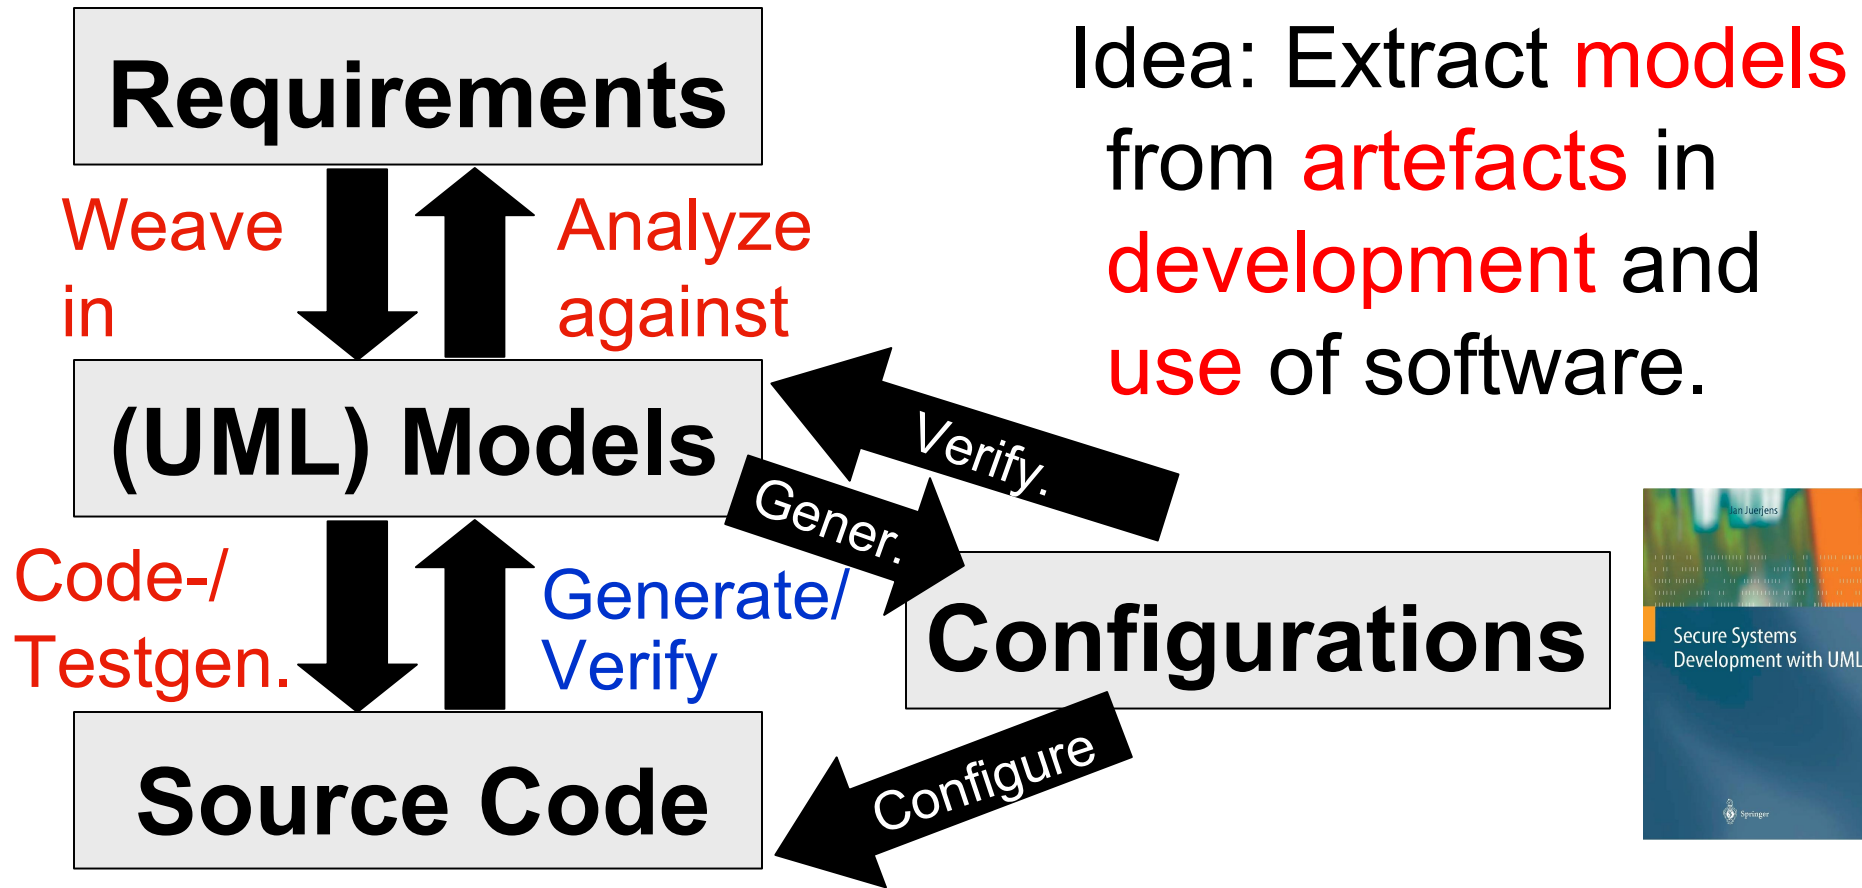 Requirements
Idea: Extract models
from artefacts in
development and
use of software.
Weave
in
Analyze
against
(UML) Models
Verify.
Gener.
Code-/
Testgen.
Generate/
Verify
Configurations
Configure
Source Code
Jan Juerjens
Secure Systems
Development with UML
Springer